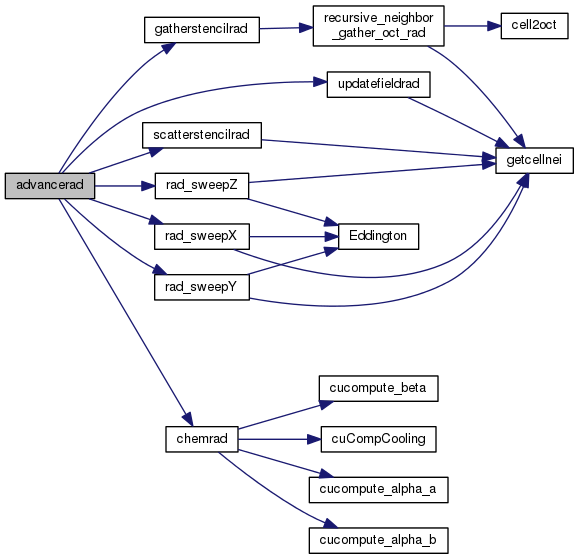 gatherstencilrad
recursive_neighbor
_gather_oct_rad
cell2oct
updatefieldrad
scatterstencilrad
getcellnei
advancerad
rad_sweepZ
rad_sweepX
Eddington
rad_sweepY
cucompute_beta
chemrad
cuCompCooling
cucompute_alpha_a
cucompute_alpha_b